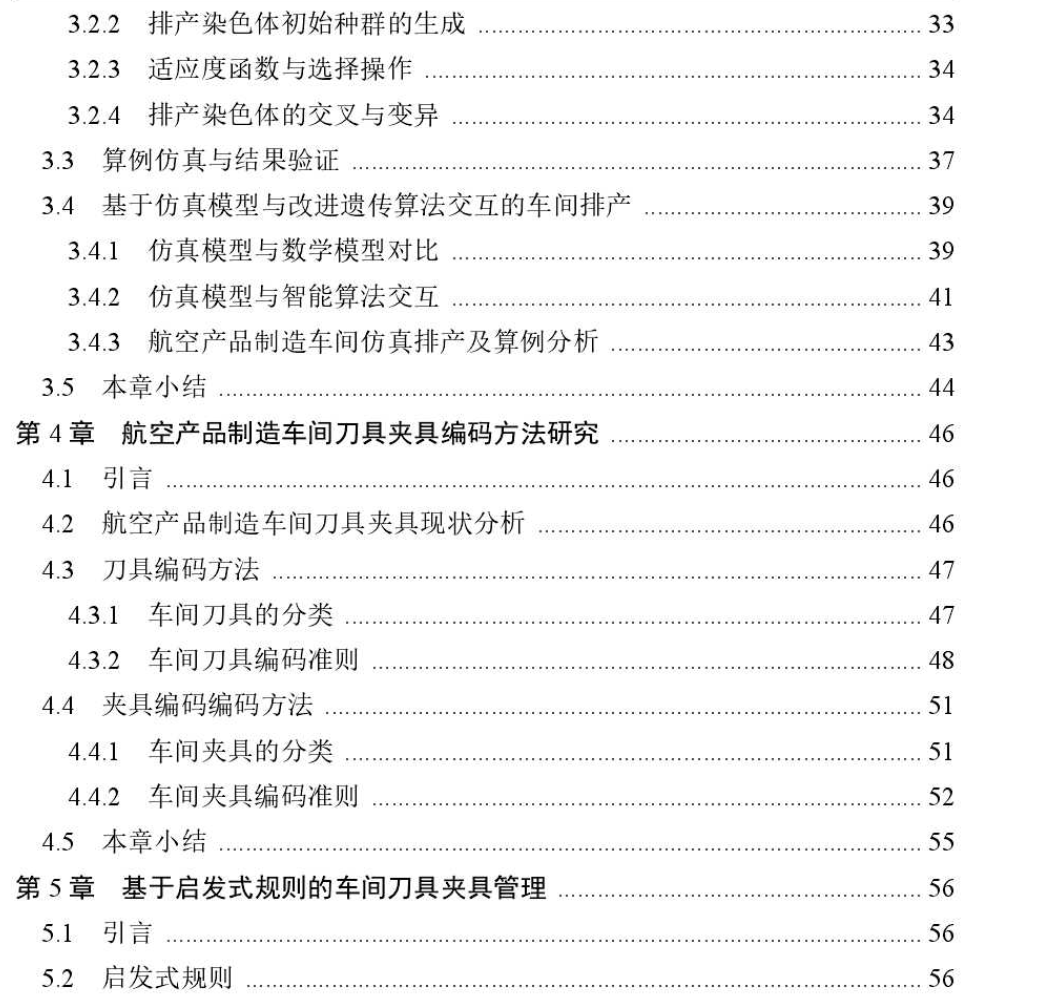 3.2.2 排产染色体初始种群的生成 ........ 33
3.2.3 适应度函数与选择操作 ........ 34
3.2.4 排产染色体的交叉与变异 ........ 34
3.3 算例仿真与结果验证 ........ 37
3.4 基于仿真模型与改进遗传算法交互的车间排产 ........ 39
3.4.1 仿真模型与数学模型对比 ........ 39
3.4.2 仿真模型与智能算法交互 ........ 41
3.4.3 航空产品制造车间仿真排产及算例分析 ........ 43
3.5 本章小结 ........ 44
第 4 章 航空产品制造车间刀具夹具编码方法研究 ........ 46
4.1 引言 ........ 46
4.2 航空产品制造车间刀具夹具现状分析 ........ 46
4.3 刀具编码方法 ........ 47
4.3.1 车间刀具的分类 ........ 47
4.3.2 车间刀具编码准则 ........ 48
4.4 夹具编码编码方法 ........ 51
4.4.1 车间夹具的分类 ........ 51
4.4.2 车间夹具编码准则 ........ 52
4.5 本章小结 ........ 55
第 5 章 基于启发式规则的车间刀具夹具管理 ........ 56
5.1 引言 ........ 56
5.2 启发式规则 ........ 56